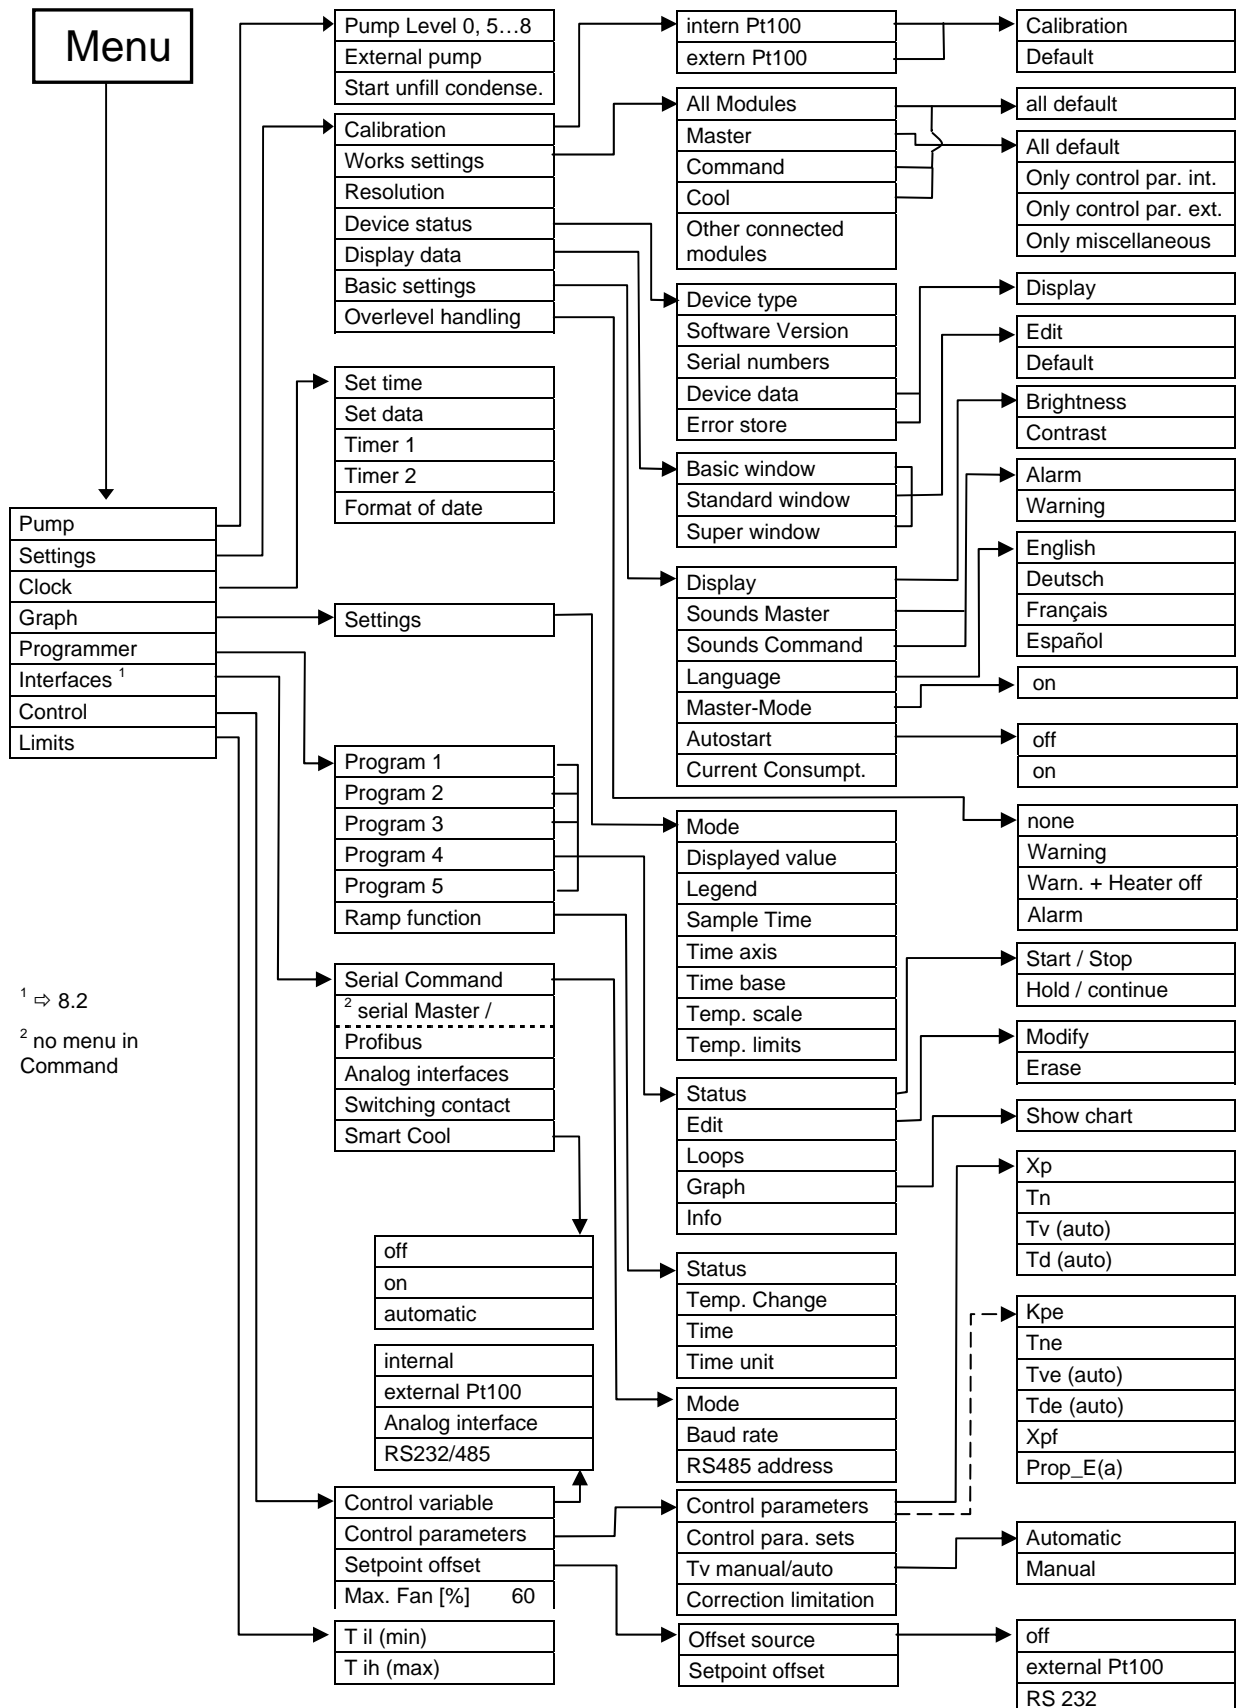 Menu
Pump
Settings
Clock
Graph
Programmer
Interfaces 1
Control
Limits
1 ⇨ 8.2
2 no menu in
Command
Pump Level 0, 5…8
External pump
Start unfill condense.
Calibration
Works settings
Resolution
Device status
Display data
Basic settings
Overlevel handling
Set time
Set data
Timer 1
Timer 2
Format of date
Settings
Program 1
Program 2
Program 3
Program 4
Program 5
Ramp function
Serial Command
2 serial Master /
Profibus
Analog interfaces
Switching contact
Smart Cool
off
on
automatic
internal
external Pt100
Analog interface
RS232/485
Control variable
Control parameters
Setpoint offset
Max. Fan [%] 60
T il (min)
T ih (max)
intern Pt100
extern Pt100
All Modules
Master
Command
Cool
Other connected
modules
Device type
Software Version
Serial numbers
Device data
Error store
Basic window
Standard window
Super window
Display
Sounds Master
Sounds Command
Language
Master-Mode
Autostart
Current Consumpt.
Mode
Displayed value
Legend
Sample Time
Time axis
Time base
Temp. scale
Temp. limits
Status
Edit
Loops
Graph
Info
Status
Temp. Change
Time
Time unit
Mode
Baud rate
RS485 address
Control parameters
Control para. sets
Tv manual/auto
Correction limitation
Offset source
Setpoint offset
Calibration
Default
all default
All default
Only control par. int.
Only control par. ext.
Only miscellaneous
Display
Edit
Default
Brightness
Contrast
Alarm
Warning
English
Deutsch
Français
Español
on
off
on
none
Warning
Warn. + Heater off
Alarm
Start / Stop
Hold / continue
Modify
Erase
Show chart
Xp
Tn
Tv (auto)
Td (auto)
Kpe
Tne
Tve (auto)
Tde (auto)
Xpf
Prop_E(a)
Automatic
Manual
off
external Pt100
RS 232